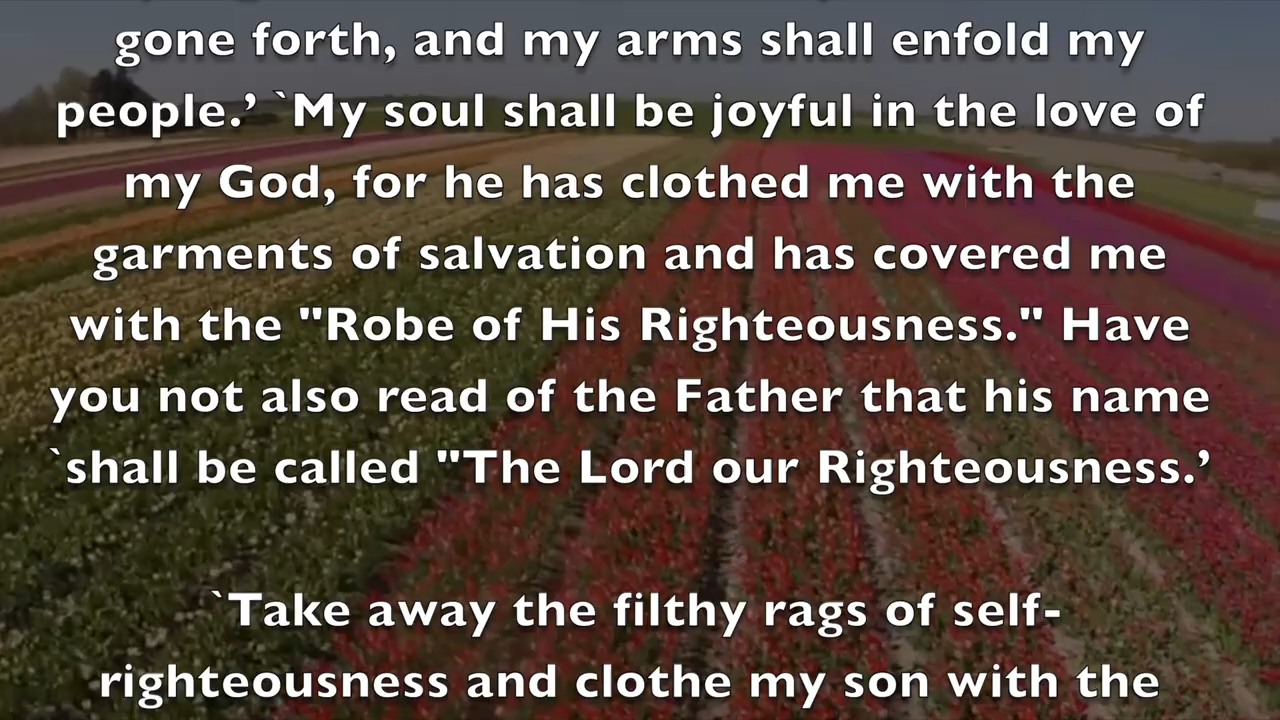 gone forth, and my arms shall enfold my
people.’ `My soul shall be joyful in the love of
my God, for he has clothed me with the
garments of salvation and has covered me
with the "Robe of His Righteousness." Have
you not also read of the Father that his name
`shall be called "The Lord our Righteousness.’
`Take away the filthy rags of self-
righteousness and clothe my son with the